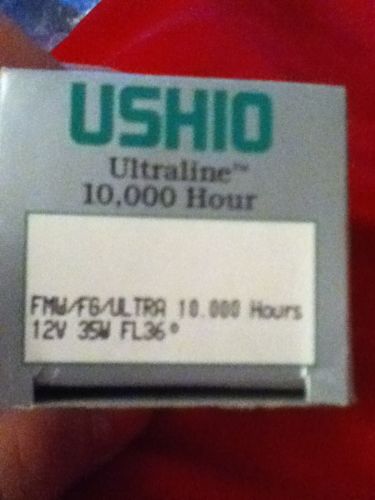 USHIO
Ultraline™
10,000 Hour
FMW/FG/ULTRA 10.000 Hours
12V 35W FL36°